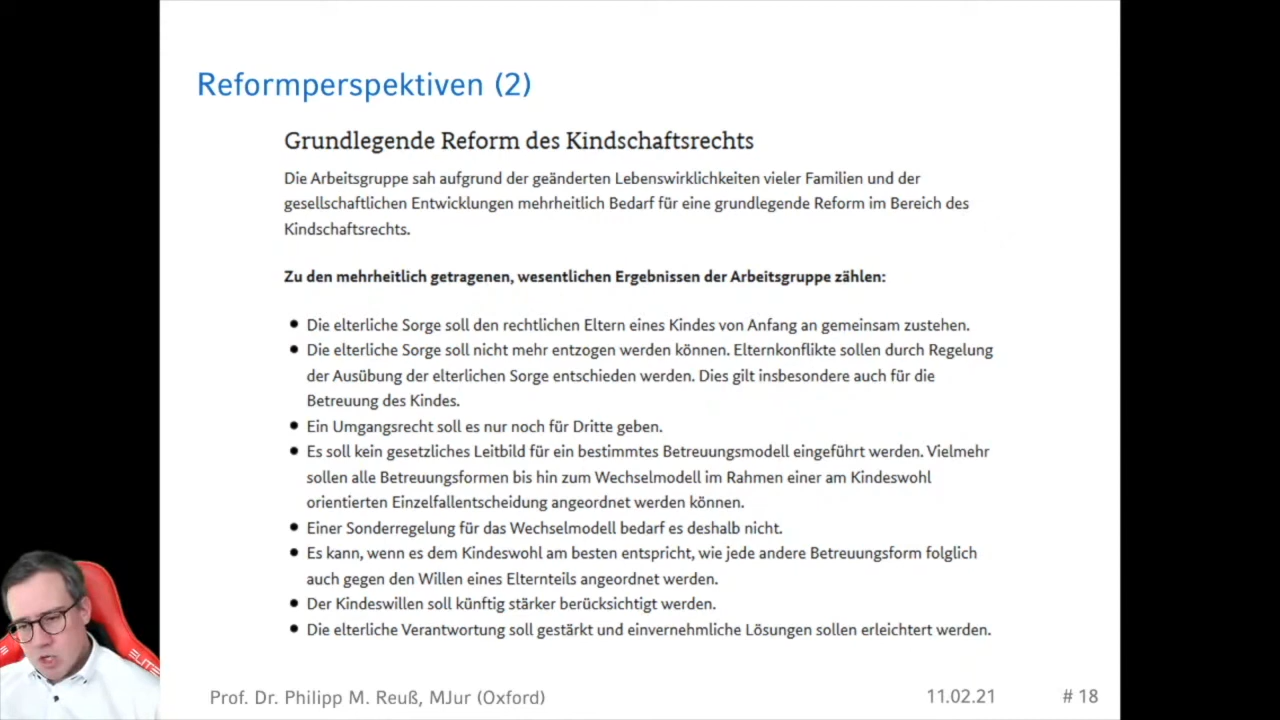 Reformperspektiven (2)
Grundlegende Reform des Kindschaftsrechts
Die Arbeitsgruppe sah aufgrund der geänderten Lebenswirklichkeiten vieler Familien und der
gesellschaftlichen Entwicklungen mehrheitlich Bedarf für eine grundlegende Reform im Bereich des
Kindschaftsrechts.
Zu den mehrheitlich getragenen, wesentlichen Ergebnissen der Arbeitsgruppe zählen:
● Die elterliche Sorge soll den rechtlichen Eltern eines Kindes von Anfang an gemeinsam zustehen.
● Die elterliche Sorge soll nicht mehr entzogen werden können. Elternkonflikte sollen durch Regelung
der Ausübung der elterlichen Sorge entschieden werden. Dies gilt insbesondere auch für die
Betreuung des Kindes.
● Ein Umgangsrecht soll es nur noch für Dritte geben.
● Es soll kein gesetzliches Leitbild für ein bestimmtes Betreuungsmodell eingeführt werden. Vielmehr
sollen alle Betreuungsformen bis hin zum Wechselmodell im Rahmen einer am Kindeswohl
orientierten Einzelfallentscheidung angeordnet werden können.
● Einer Sonderregelung für das Wechselmodell bedarf es deshalb nicht.
● Es kann, wenn es dem Kindeswohl am besten entspricht, wie jede andere Betreuungsform folglich
auch gegen den Willen eines Elternteils angeordnet werden.
● Der Kindeswillen soll künftig stärker berücksichtigt werden.
● Die elterliche Verantwortung soll gestärkt und einvernehmliche Lösungen sollen erleichtert werden.
ELITE
Prof. Dr. Philipp M. Reuß, MJur (Oxford) 11.02.21 # 18